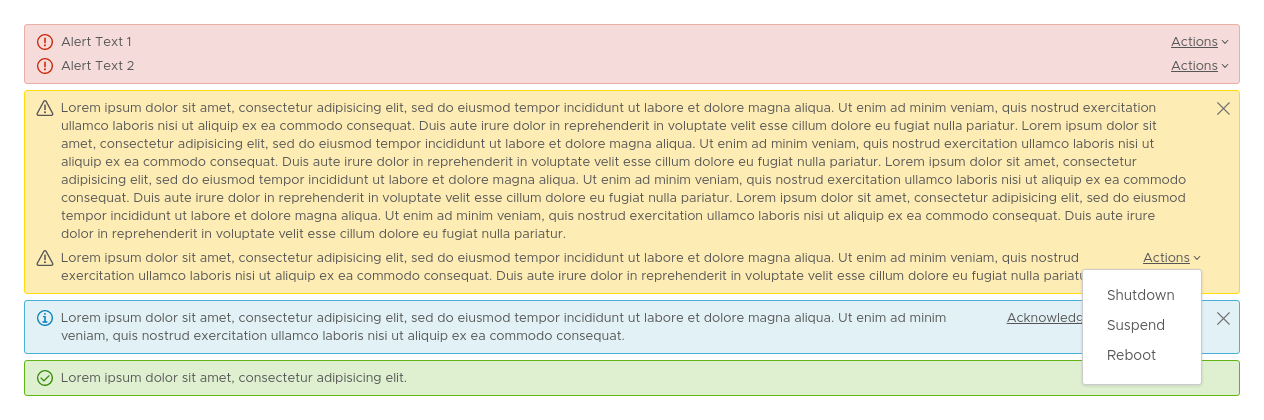 Alert Text 1 Actions
Alert Text 2 Actions
Lorem ipsum dolor sit amet, consectetur adipisicing elit, sed do eiusmod tempor incididunt ut labore et dolore magna aliqua. Ut enim ad minim veniam, quis nostrud exercitation
ullamco laboris nisi ut aliquip ex ea commodo consequat. Duis aute irure dolor in reprehenderit in voluptate velit esse cillum dolore eu fugiat nulla pariatur. Lorem ipsum dolor sit
amet, consectetur adipisicing elit, sed do eiusmod tempor incididunt ut labore et dolore magna aliqua. Ut enim ad minim veniam, quis nostrud exercitation ullamco laboris nisi ut
aliquip ex ea commodo consequat. Duis aute irure dolor in reprehenderit in voluptate velit esse cillum dolore eu fugiat nulla pariatur. Lorem ipsum dolor sit amet, consectetur
adipisicing elit, sed do eiusmod tempor incididunt ut labore et dolore magna aliqua. Ut enim ad minim veniam, quis nostrud exercitation ullamco laboris nisi ut aliquip ex ea commodo
consequat. Duis aute irure dolor in reprehenderit in voluptate velit esse cillum dolore eu fugiat nulla pariatur. Lorem ipsum dolor sit amet, consectetur adipisicing elit, sed do eiusmod
tempor incididunt ut labore et dolore magna aliqua. Ut enim ad minim veniam, quis nostrud exercitation ullamco laboris nisi ut aliquip ex ea commodo consequat. Duis aute irure
dolor in reprehenderit in voluptate velit esse cillum dolore eu fugiat nulla pariatur.
Lorem ipsum dolor sit amet, consectetur adipisicing elit, sed do eiusmod tempor incididunt ut labore et dolore magna aliqua. Ut enim ad minim veniam, quis nostrud Actions
exercitation ullamco laboris nisi ut aliquip ex ea commodo consequat. Duis aute irure dolor in reprehenderit in voluptate velit esse cillum dolore eu fugiat nulla
Shutdown
Suspend
Reboot
Lorem ipsum dolor sit amet, consectetur adipisicing elit, sed do eiusmod tempor incididunt ut labore et dolore magna aliqua. Ut enim ad minim
veniam, quis nostrud exercitation ullamco laboris nisi ut aliquip ex ea commodo consequat.
Lorem ipsum dolor sit amet, consectetur adipisicing elit.